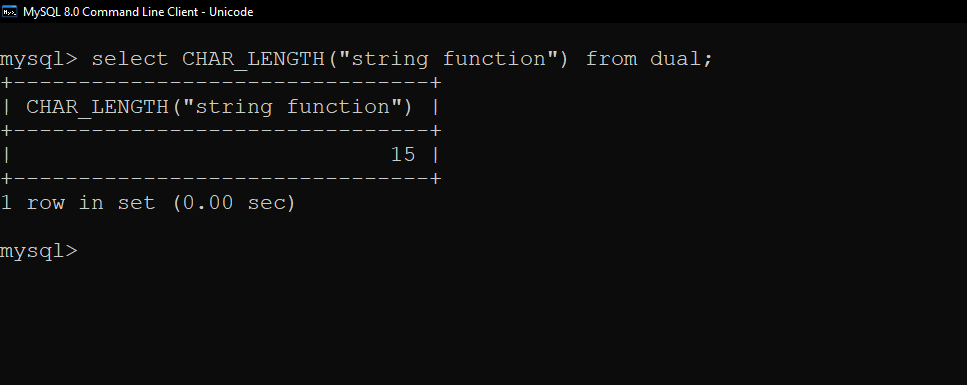 MySQL 8.0 Command Line Client - Unicode
mysql> select CHAR_LENGTH("string function") from dual;
+--------------------------------+
| CHAR_LENGTH("string function") |
+--------------------------------+
|                             15 |
+--------------------------------+
1 row in set (0.00 sec)
mysql>